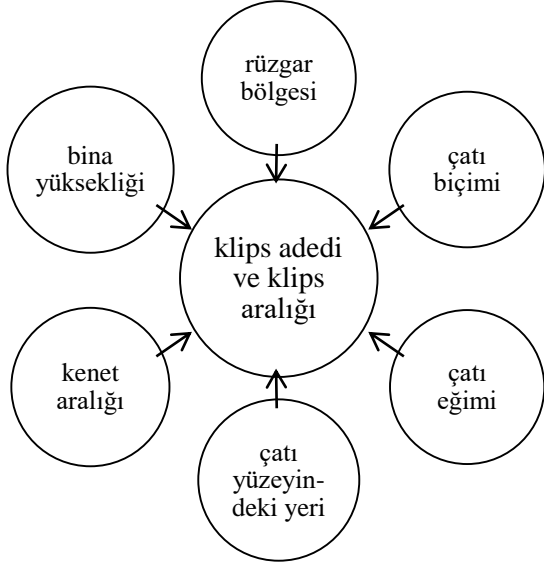 rüzgar
bölgesi
bina
yüksekliği
çatı
biçimi
klips adedi
ve klips
aralığı
kenet
aralığı
çatı
eğimi
çatı
yüzeyin-
deki yeri